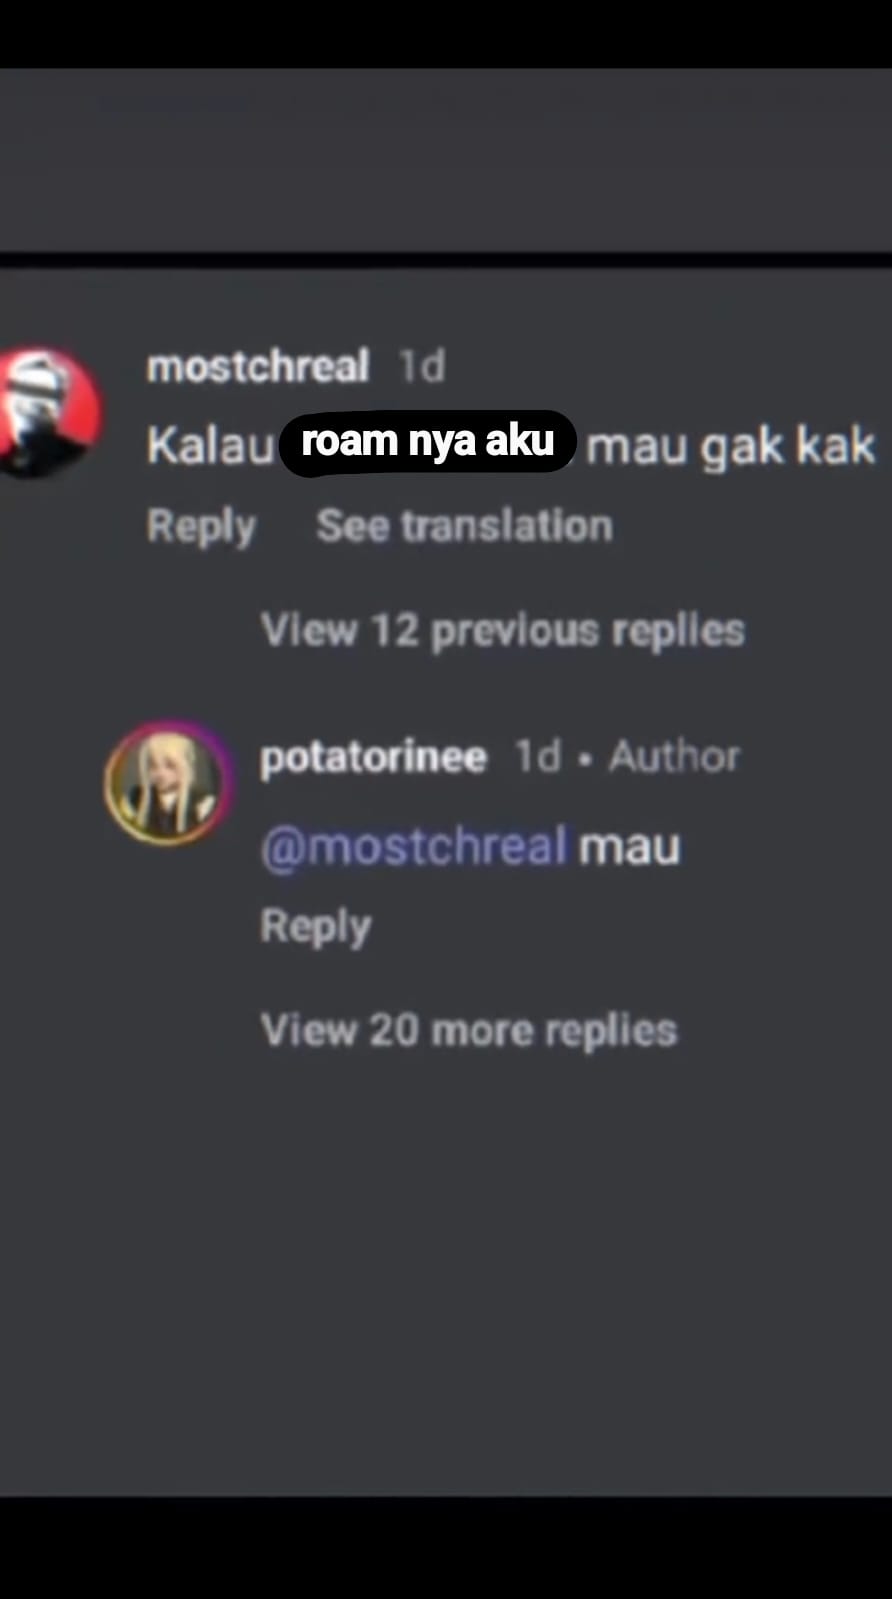 mostchreal 1d
Kalau roam nya aku mau gak kak
Reply See translation
View 12 previous replies
potatorinee 1d • Author
@mostchreal mau
Reply
View 20 more replies